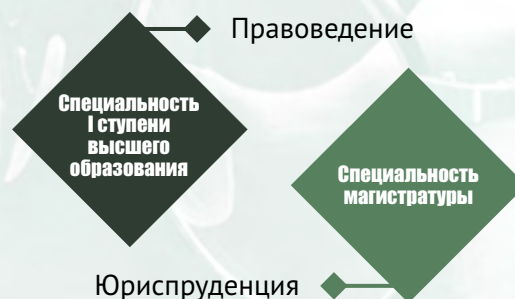 Правоведение
Специальность
I ступени
высшего
образования
Специальность
магистратуры
Юриспруденция